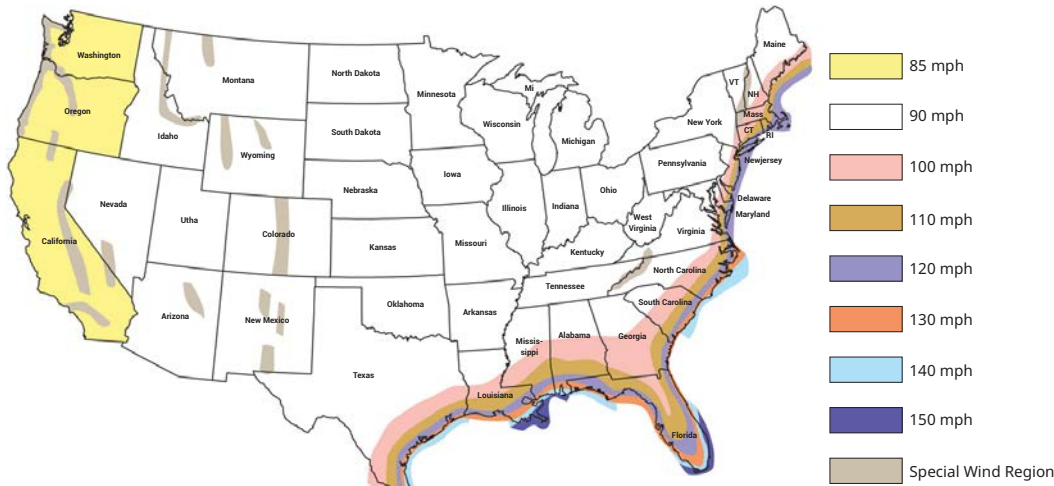 Washington
Oregon
California
Nevada
Idaho
Montana
Wyoming
Utha
Colorado
Arizona
New Mexico
North Dakota
South Dakota
Nebraska
Kansas
Oklahoma
Texas
Minnesota
Iowa
Missouri
Arkansas
Louisiana
Wisconsin
Mi
Michigan
Illinois
Indiana
Ohio
Kentucky
Tennessee
Missis-
sippi
Alabama
Georgia
Florida
South Carolina
North Carolina
Virginia
West
Virginia
Pennsylvania
New York
VT
NH
Maine
Mass
CT
RI
Newjersey
Delaware
Maryland
85 mph
90 mph
100 mph
110 mph
120 mph
130 mph
140 mph
150 mph
Special Wind Region